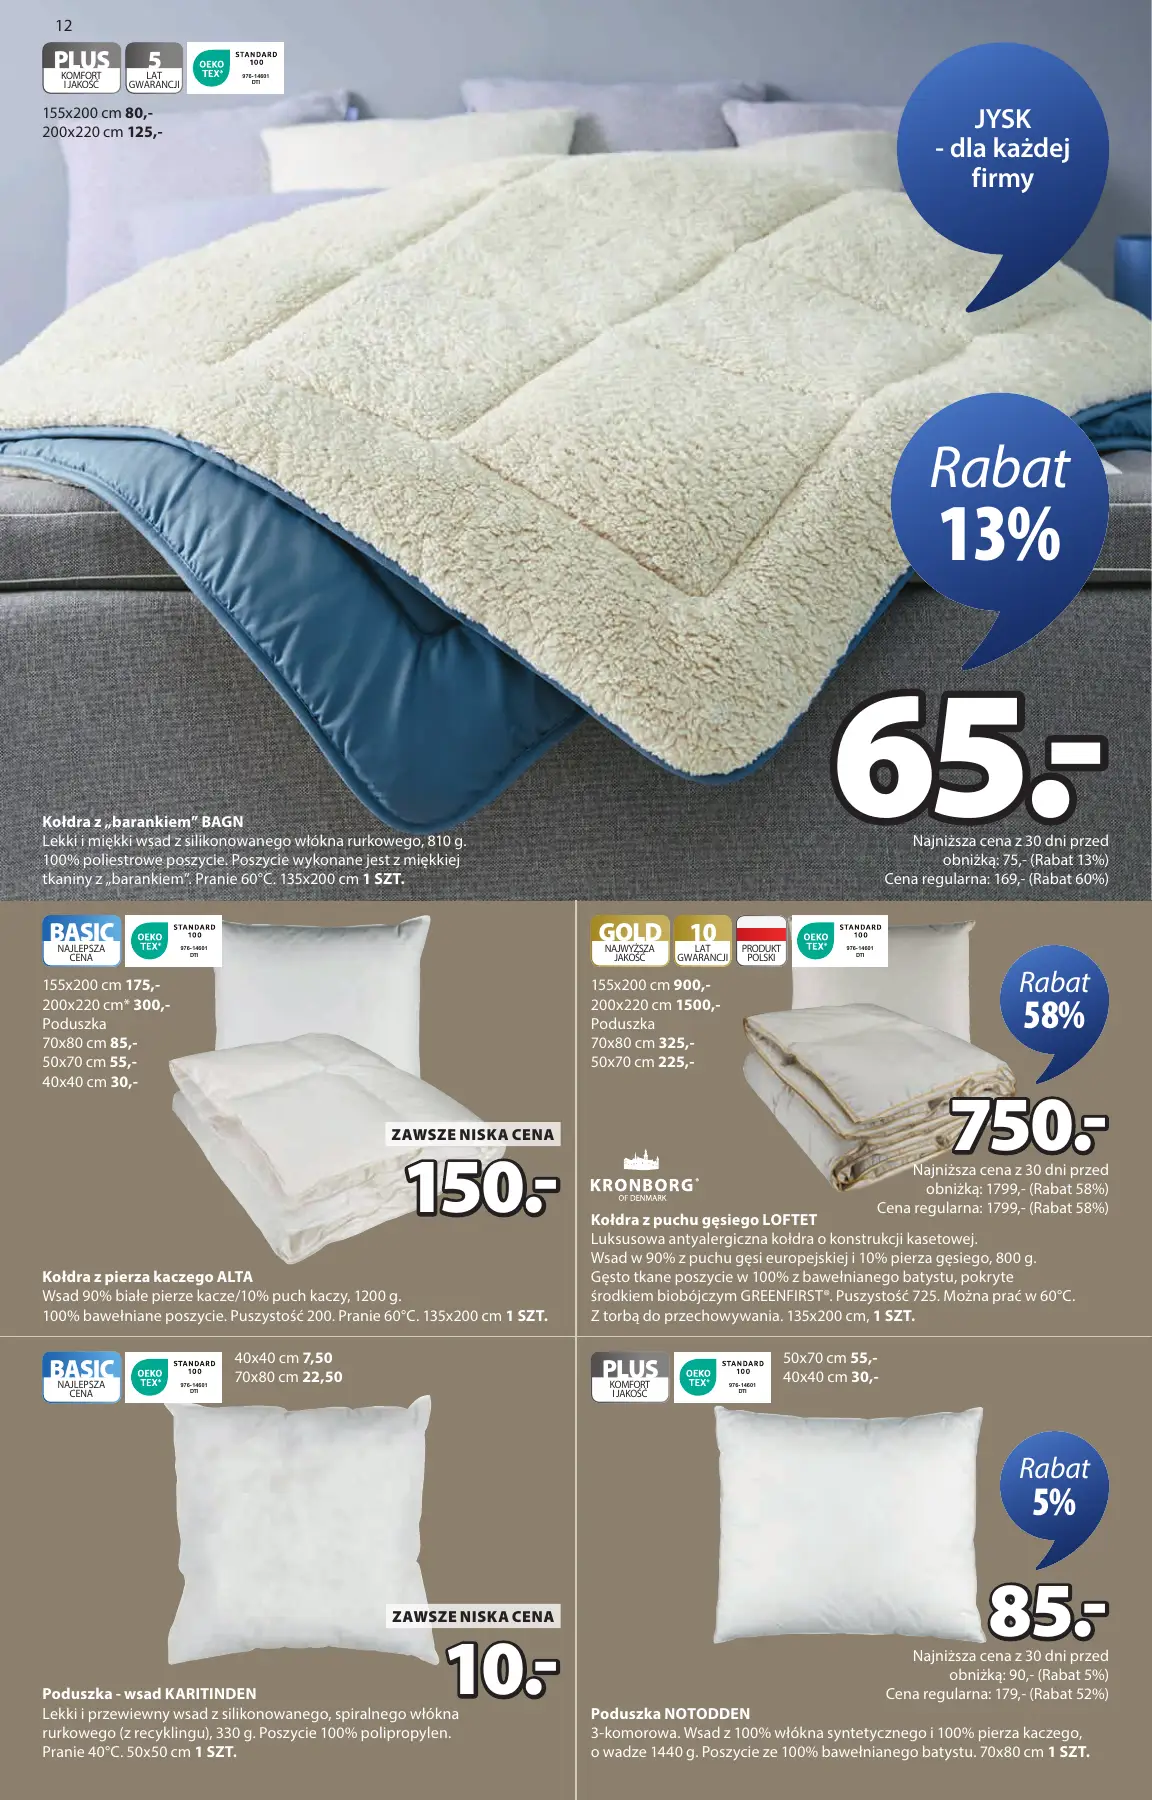 12
PLUS
KOMFORT
I JAKOŚĆ
5
LAT
GWARANCJI
OEKO
TEX®
STANDARD
100
976-14601
DTI
155x200 cm 80,-
200x220 cm 125,-
JYSK
- dla każdej
firmy
Rabat
13%
65.-
Kołdra z „barankiem” BAGN
Lekki i miękki wsad z silikonowanego włókna rurkowego, 810 g.
100% poliestrowe poszycie. Poszycie wykonane jest z miękkiej
tkaniny z „barankiem”. Pranie 60°C. 135x200 cm 1 SZT.
Najniższa cena z 30 dni przed
obniżką: 75,- (Rabat 13%)
Cena regularna: 169,- (Rabat 60%)
BASIC
NAJLEPSZA
CENA
OEKO
TEX®
STANDARD
100
976-14601
DTI
155x200 cm 175,-
200x220 cm* 300,-
Poduszka
70x80 cm 85,-
50x70 cm 55,-
40x40 cm 30,-
ZAWSZE NISKA CENA
150.-
Kołdra z pierza kaczego ALTA
Wsad 90% białe pierze kacze/10% puch kaczy, 1200 g.
100% bawełniane poszycie. Puszystość 200. Pranie 60°C. 135x200 cm 1 SZT.
GOLD
NAJWYŻSZA
JAKOŚĆ
10
LAT
GWARANCJI
PRODUKT
POLSKI
OEKO
TEX®
STANDARD
100
976-14601
DTI
155x200 cm 900,-
200x220 cm 1500,-
Poduszka
70x80 cm 325,-
50x70 cm 225,-
Rabat
58%
750.-
Najniższa cena z 30 dni przed
obniżką: 1799,- (Rabat 58%)
Cena regularna: 1799,- (Rabat 58%)
KRONBORG®
OF DENMARK
Kołdra z puchu gęsiego LOFTET
Luksusowa antyalergiczna kołdra o konstrukcji kasetowej.
Wsad w 90% z puchu gęsi europejskiej i 10% pierza gęsiego, 800 g.
Gęsto tkane poszycie w 100% z bawełnianego batystu, pokryte
środkiem biobójczym GREENFIRST®. Puszystość 725. Można prać w 60°C.
Z torbą do przechowywania. 135x200 cm, 1 SZT.
BASIC
NAJLEPSZA
CENA
OEKO
TEX®
STANDARD
100
976-14601
DTI
40x40 cm 7,50
70x80 cm 22,50
ZAWSZE NISKA CENA
10.-
Poduszka - wsad KARITINDEN
Lekki i przewiewny wsad z silikonowanego, spiralnego włókna
rurkowego (z recyklingu), 330 g. Poszycie 100% polipropylen.
Pranie 40°C. 50x50 cm 1 SZT.
PLUS
KOMFORT
I JAKOŚĆ
OEKO
TEX®
STANDARD
100
976-14601
DTI
50x70 cm 55,-
40x40 cm 30,-
Rabat
5%
85.-
Najniższa cena z 30 dni przed
obniżką: 90,- (Rabat 5%)
Cena regularna: 179,- (Rabat 52%)
Poduszka NOTODDEN
3-komorowa. Wsad z 100% włókna syntetycznego i 100% pierza kaczego,
o wadze 1440 g. Poszycie ze 100% bawełnianego batystu. 70x80 cm 1 SZT.